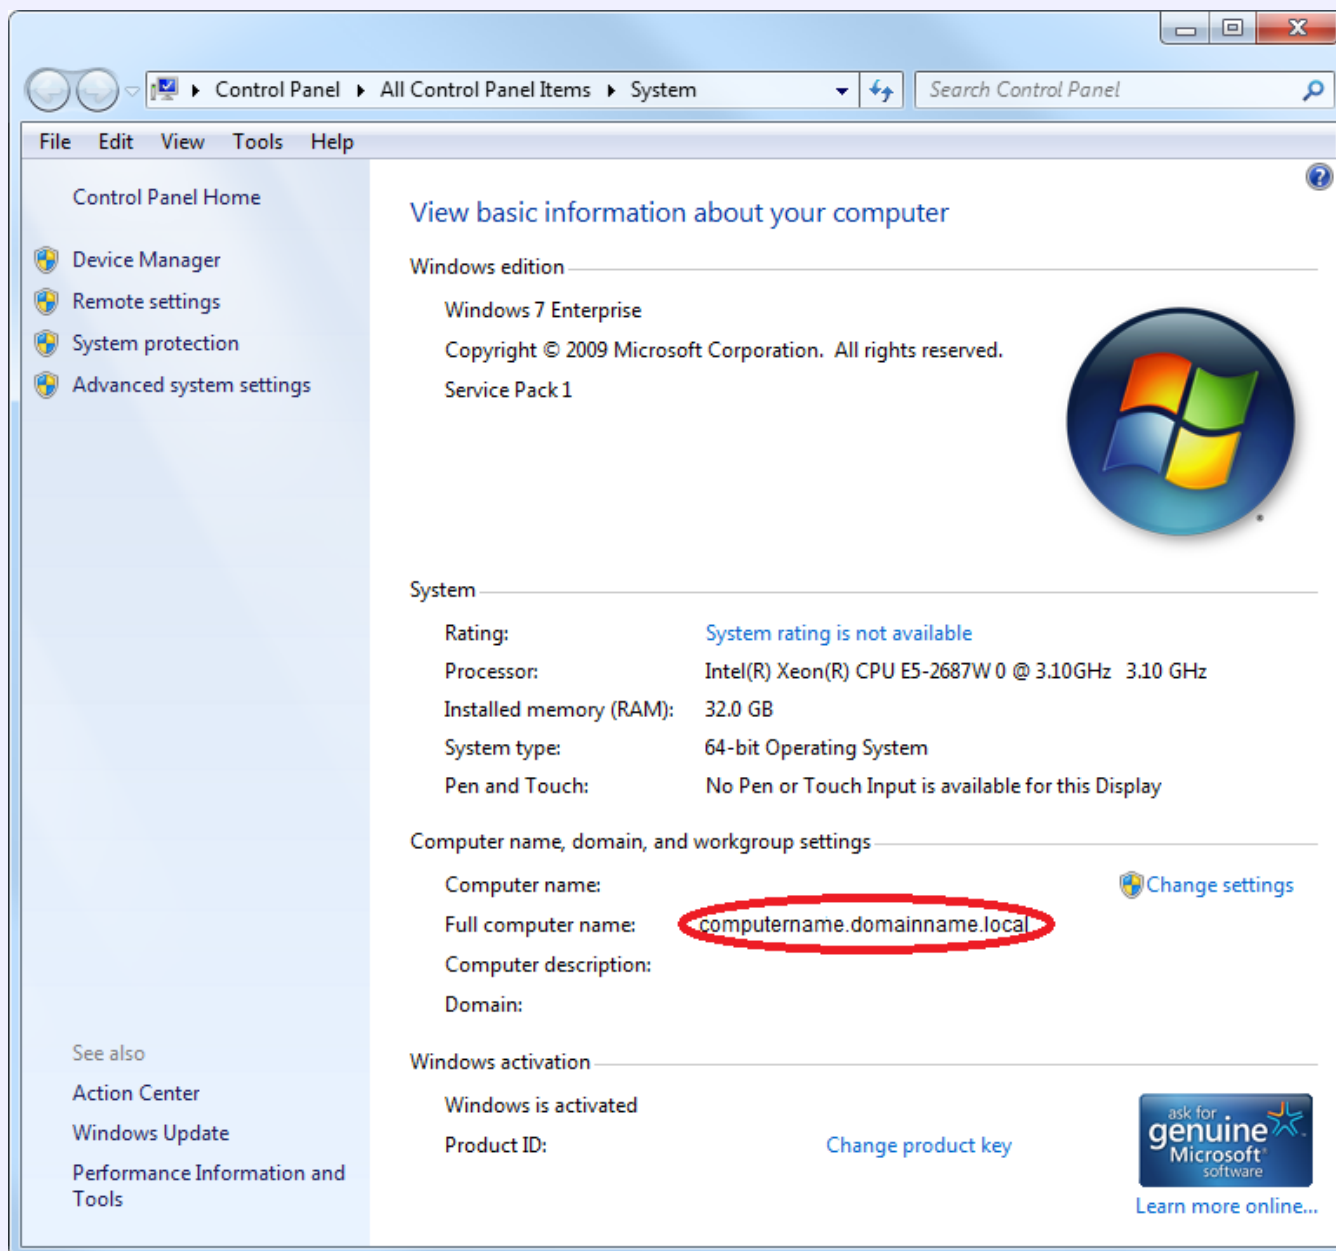 Control Panel All Control Panel Items System Search Control Panel
File Edit View Tools Help
Control Panel Home
Device Manager
Remote settings
System protection
Advanced system settings
See also
Action Center
Windows Update
Performance Information and
Tools
View basic information about your computer
Windows edition
Windows 7 Enterprise
Copyright © 2009 Microsoft Corporation. All rights reserved.
Service Pack 1
System
Rating: System rating is not available
Processor: Intel(R) Xeon(R) CPU E5-2687W 0 @ 3.10GHz 3.10 GHz
Installed memory (RAM): 32.0 GB
System type: 64-bit Operating System
Pen and Touch: No Pen or Touch Input is available for this Display
Computer name, domain, and workgroup settings
Computer name: Change settings
Full computer name: computername.domainname.local
Computer description:
Domain:
Windows activation
Windows is activated
Product ID: Change product key
ask for
genuine
Microsoft
software
Learn more online...